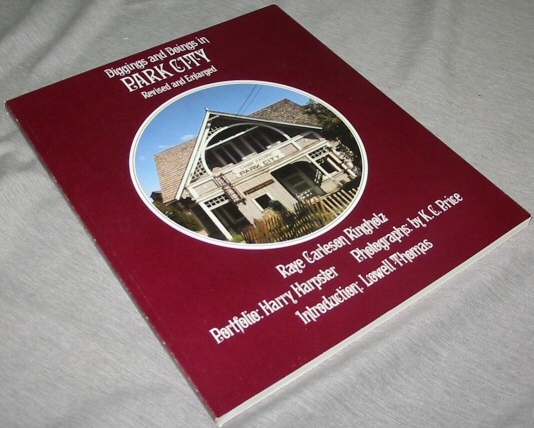 Diggings and Doings in
PARK CITY
Revised and Enlarged
PARK CITY
Raye Carleson Ringholz
Portfolio: Harry Harpster Photographs: by K. C. Price
Introduction: Lowell Thomas